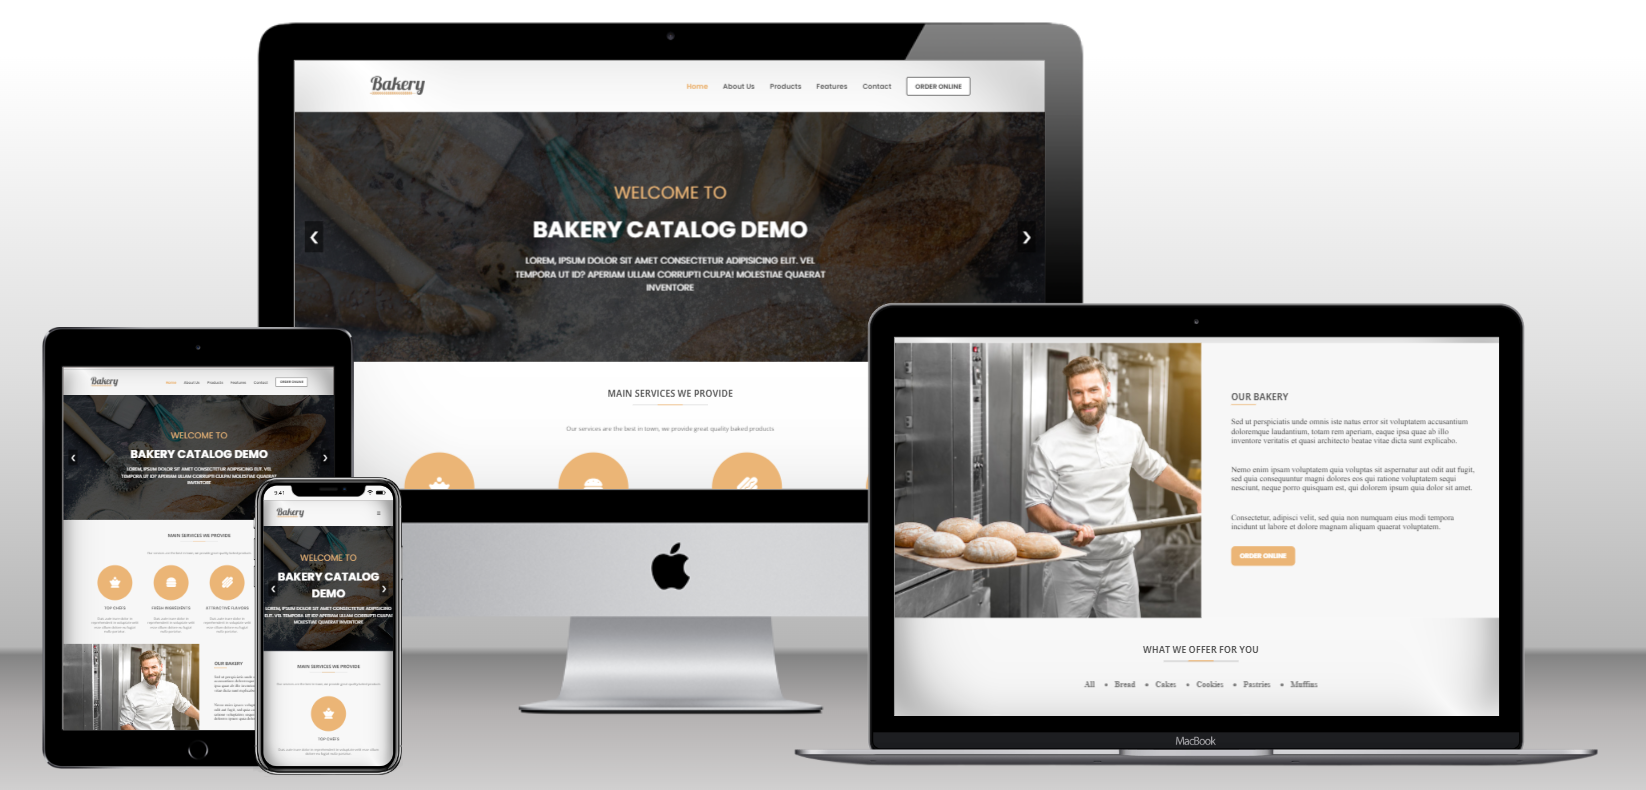 Bakery
Home About Us Products Features Contact ORDER ONLINE
WELCOME TO
BAKERY CATALOG DEMO
LOREM, IPSUM DOLOR SIT AMET CONSECTETUR ADIPISICING ELIT. VEL
TEMPORA UT ID? APERIAM ULLAM CORRUPTI CULPA! MOLESTIAE QUAERAT
INVENTORE
MAIN SERVICES WE PROVIDE
Our services are the best in town, we provide great quality baked products
Bakery
Home About Us Products Features Contact ORDER ONLINE
WELCOME TO
BAKERY CATALOG DEMO
LOREM, IPSUM DOLOR SIT AMET CONSECTETUR ADIPISICING ELIT. VEL
TEMPORA UT ID? APERIAM ULLAM CORRUPTI CULPA! MOLESTIAE QUAERAT
INVENTORE
MAIN SERVICES WE PROVIDE
TOP CHEFS FRESH INGREDIENTS ATTRACTIVE FLAVORS
OUR BAKERY
9:41
Bakery
WELCOME TO
BAKERY CATALOG
DEMO
LOREM, IPSUM DOLOR SIT AMET CONSECTETUR ADIPISICING
ELIT. VEL TEMPORA UT ID? APERIAM ULLAM CORRUPTI CULPA!
MOLESTIAE QUAERAT INVENTORE
MAIN SERVICES WE PROVIDE
TOP CHEFS
OUR BAKERY
Sed ut perspiciatis unde omnis iste natus error sit voluptatem accusantium
doloremque laudantium, totam rem aperiam, eaque ipsa quae ab illo
inventore veritatis et quasi architecto beatae vitae dicta sunt explicabo.
Nemo enim ipsam voluptatem quia voluptas sit aspernatur aut odit aut fugit,
sed quia consequuntur magni dolores eos qui ratione voluptatem sequi
nesciunt, neque porro quisquam est, qui dolorem ipsum quia dolor sit amet.
Consectetur, adipisci velit, sed quia non numquam eius modi tempora
incidunt ut labore et dolore magnam aliquam quaerat voluptatem.
ORDER ONLINE
WHAT WE OFFER FOR YOU
All • Bread • Cakes • Cookies • Pastries • Muffins
MacBook